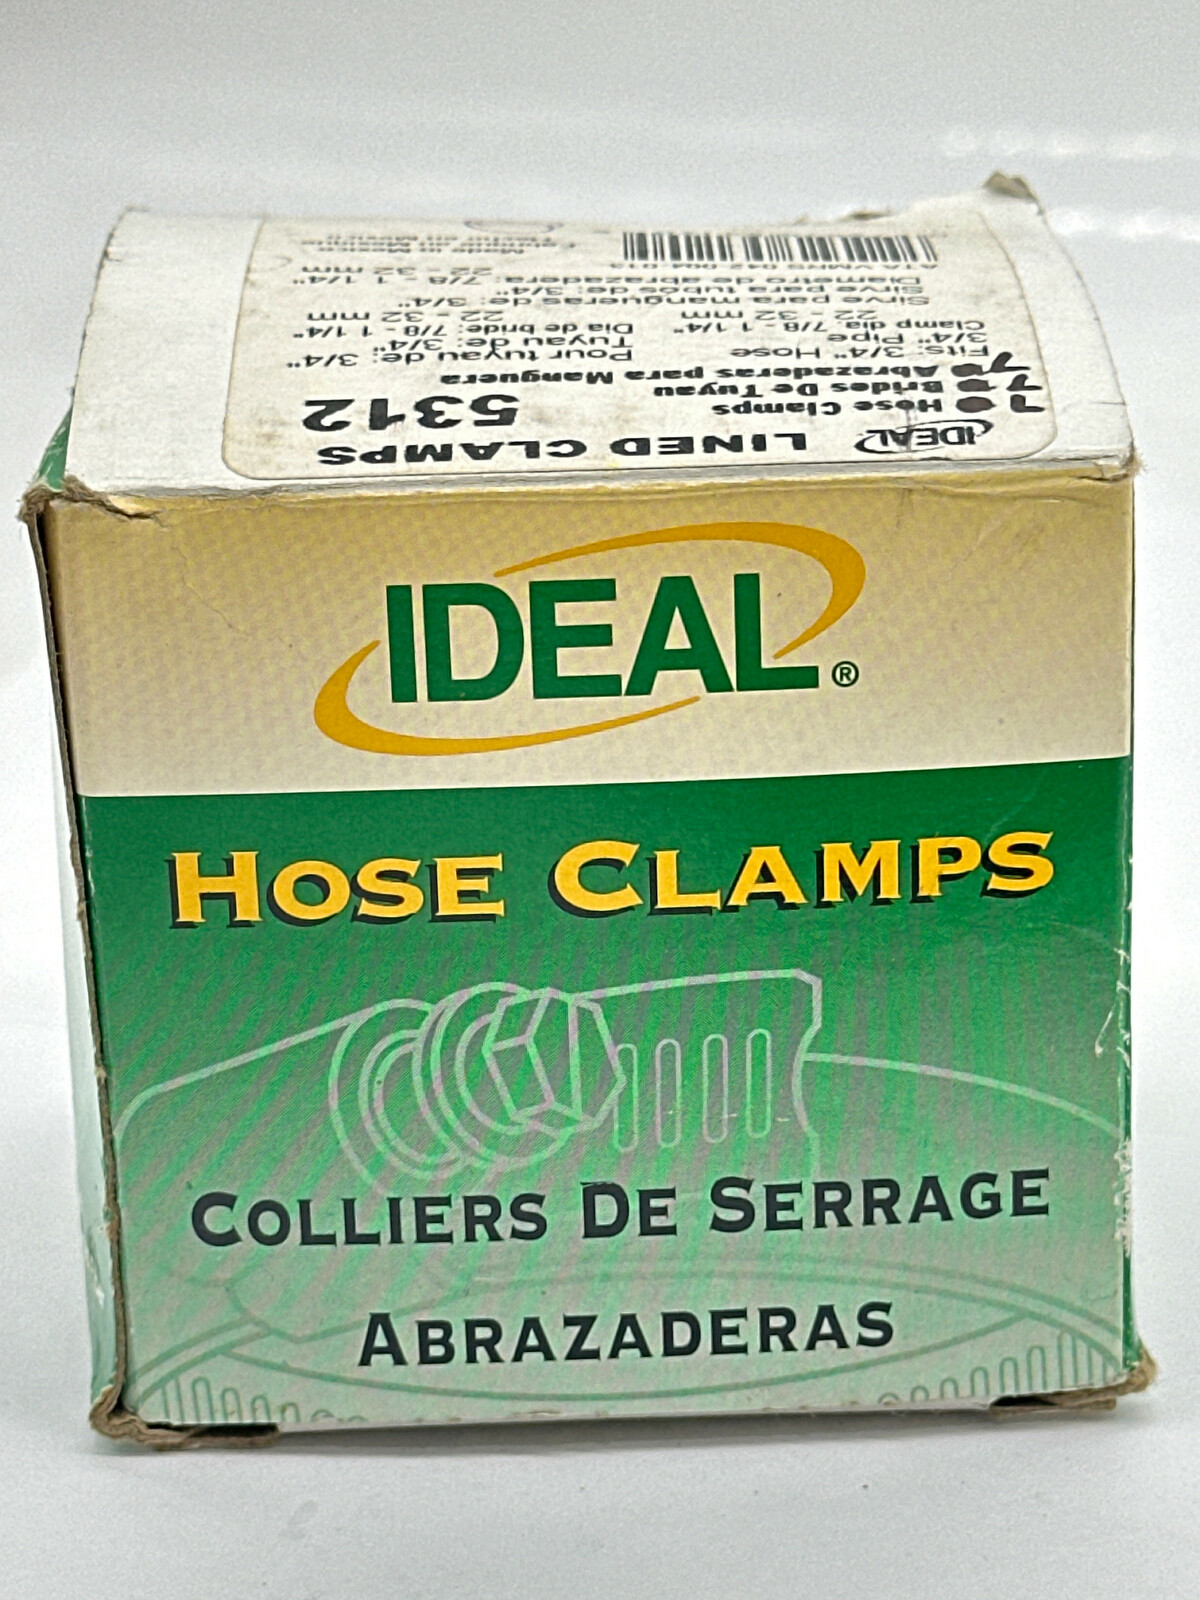 IDEAL LINED CLAMPS
Hose Clamps 5312
Brides De Tuyau
Abrazaderas para Manguera
Fits: 3/4" Hose
3/4" Pipe
Clamp dia. 7/8 - 1 1/4"
22 - 32 mm
Pour tuyau de: 3/4"
Tuyau de: 3/4"
Dia de bride: 7/8 - 1 1/4"
22 - 32 mm
Sirve para mangueras de: 3/4"
Sirve para tubos de: 3/4"
Diametro de abrazadera: 7/8 - 1 1/4"
22 - 32 mm
Made in Mexico
IDEAL®
HOSE CLAMPS
COLLIERS DE SERRAGE
ABRAZADERAS